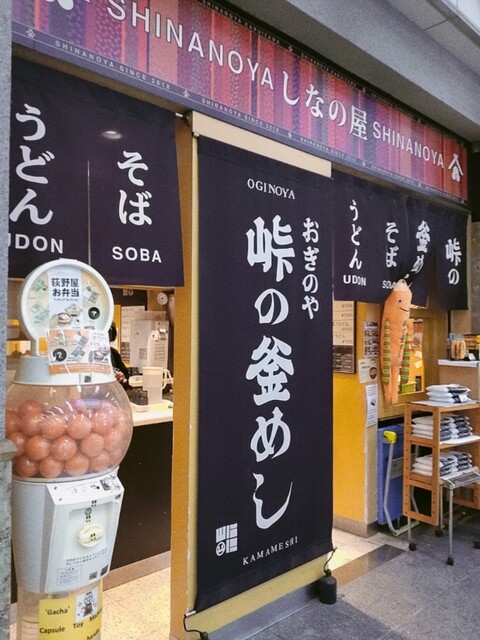 SHINANOYA しなの屋 SHINANOYA
SHINANOYA SINCE 2018
うどん
UDON
そば
SOBA
OGINOYA
おぎのや
峠の釜めし
KAMAMESHI
うどん
UDON
そば
釜め
峠の
荻野屋
お弁当
'Gacha'
Capsule Toy